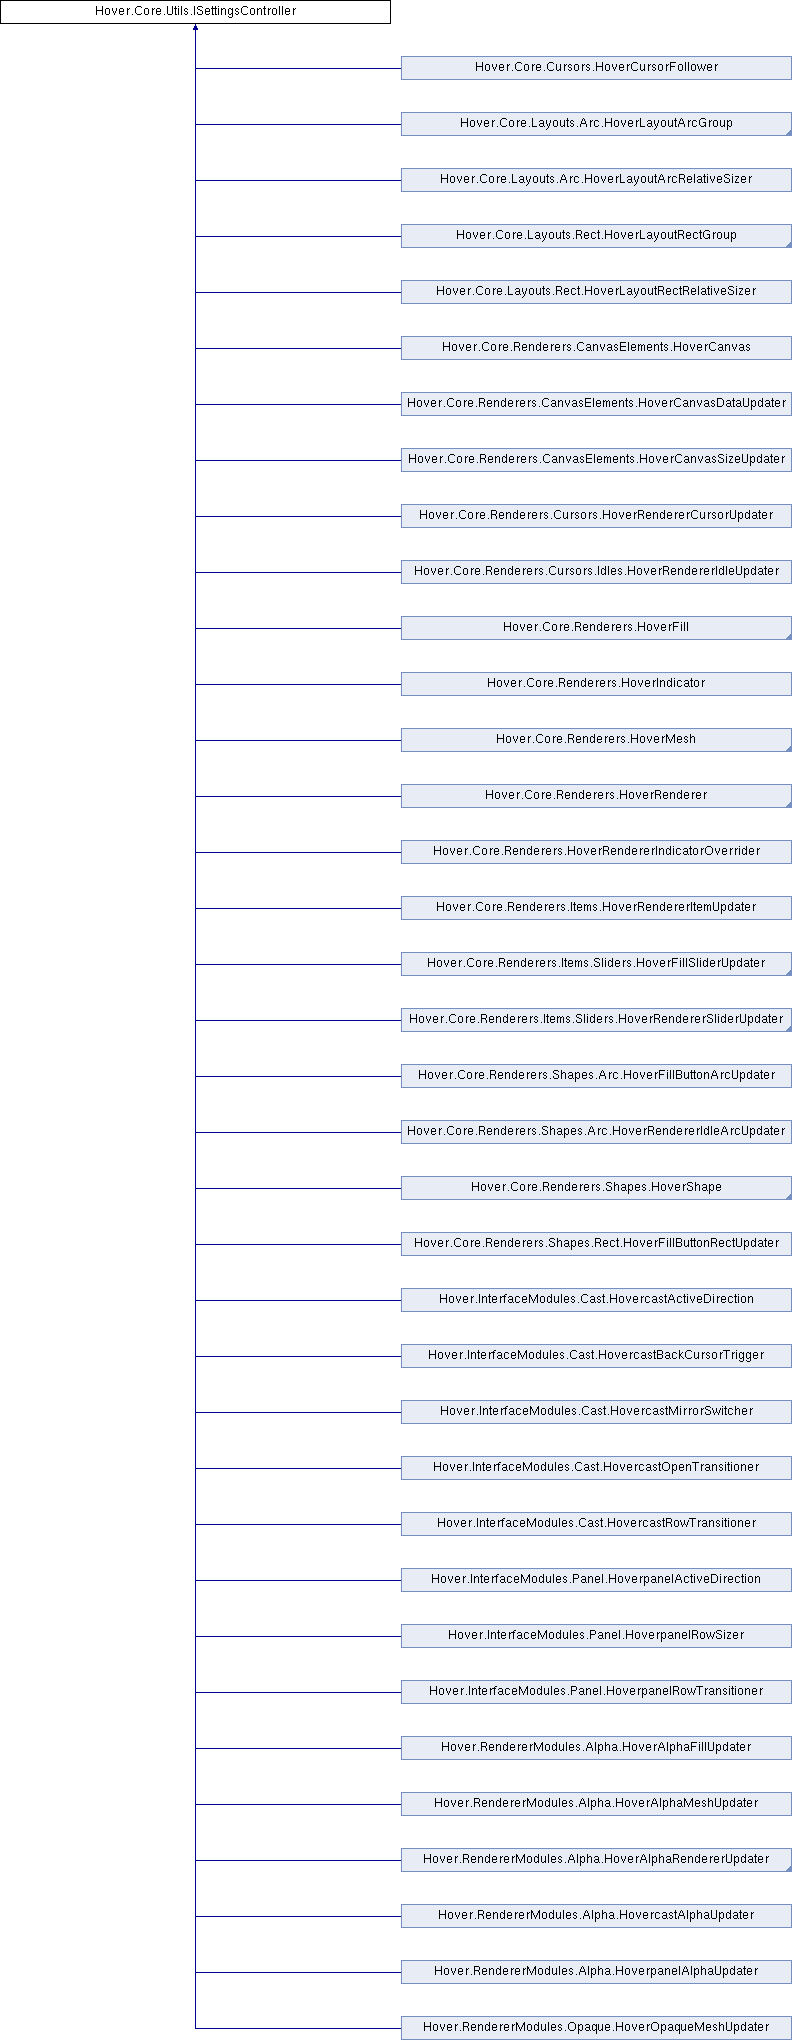 Hover.Core.Utils.ISettingsController
Hover.Core.Cursors.HoverCursorFollower
Hover.Core.Layouts.Arc.HoverLayoutArcGroup
Hover.Core.Layouts.Arc.HoverLayoutArcRelativeSizer
Hover.Core.Layouts.Rect.HoverLayoutRectGroup
Hover.Core.Layouts.Rect.HoverLayoutRectRelativeSizer
Hover.Core.Renderers.CanvasElements.HoverCanvas
Hover.Core.Renderers.CanvasElements.HoverCanvasDataUpdater
Hover.Core.Renderers.CanvasElements.HoverCanvasSizeUpdater
Hover.Core.Renderers.Cursors.HoverRendererCursorUpdater
Hover.Core.Renderers.Cursors.Idles.HoverRendererIdleUpdater
Hover.Core.Renderers.HoverFill
Hover.Core.Renderers.HoverIndicator
Hover.Core.Renderers.HoverMesh
Hover.Core.Renderers.HoverRenderer
Hover.Core.Renderers.HoverRendererIndicatorOverrider
Hover.Core.Renderers.Items.HoverRendererItemUpdater
Hover.Core.Renderers.Items.Sliders.HoverFillSliderUpdater
Hover.Core.Renderers.Items.Sliders.HoverRendererSliderUpdater
Hover.Core.Renderers.Shapes.Arc.HoverFillButtonArcUpdater
Hover.Core.Renderers.Shapes.Arc.HoverRendererIdleArcUpdater
Hover.Core.Renderers.Shapes.HoverShape
Hover.Core.Renderers.Shapes.Rect.HoverFillButtonRectUpdater
Hover.InterfaceModules.Cast.HovercastActiveDirection
Hover.InterfaceModules.Cast.HovercastBackCursorTrigger
Hover.InterfaceModules.Cast.HovercastMirrorSwitcher
Hover.InterfaceModules.Cast.HovercastOpenTransitioner
Hover.InterfaceModules.Cast.HovercastRowTransitioner
Hover.InterfaceModules.Panel.HoverpanelActiveDirection
Hover.InterfaceModules.Panel.HoverpanelRowSizer
Hover.InterfaceModules.Panel.HoverpanelRowTransitioner
Hover.RendererModules.Alpha.HoverAlphaFillUpdater
Hover.RendererModules.Alpha.HoverAlphaMeshUpdater
Hover.RendererModules.Alpha.HoverAlphaRendererUpdater
Hover.RendererModules.Alpha.HovercastAlphaUpdater
Hover.RendererModules.Alpha.HoverpanelAlphaUpdater
Hover.RendererModules.Opaque.HoverOpaqueMeshUpdater